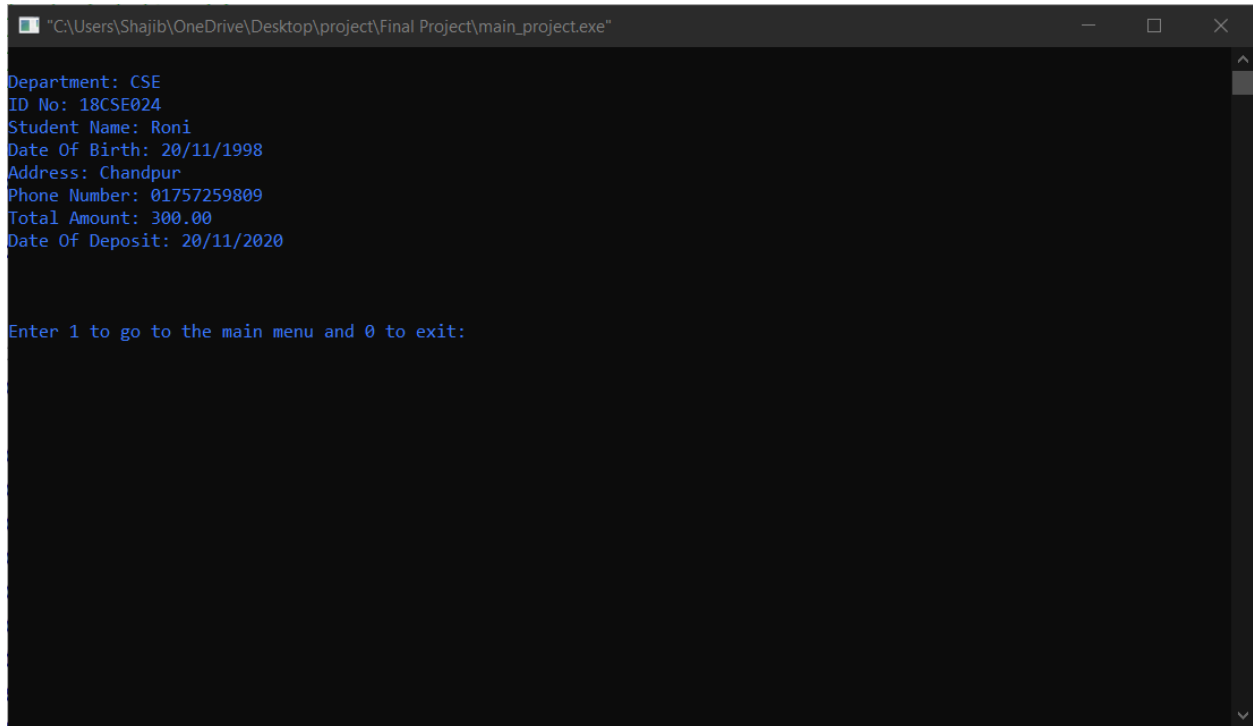 "C:\Users\Shajib\OneDrive\Desktop\project\Final Project\main_project.exe"
Department: CSE
ID No: 18CSE024
Student Name: Roni
Date Of Birth: 20/11/1998
Address: Chandpur
Phone Number: 01757259809
Total Amount: 300.00
Date Of Deposit: 20/11/2020
Enter 1 to go to the main menu and 0 to exit: